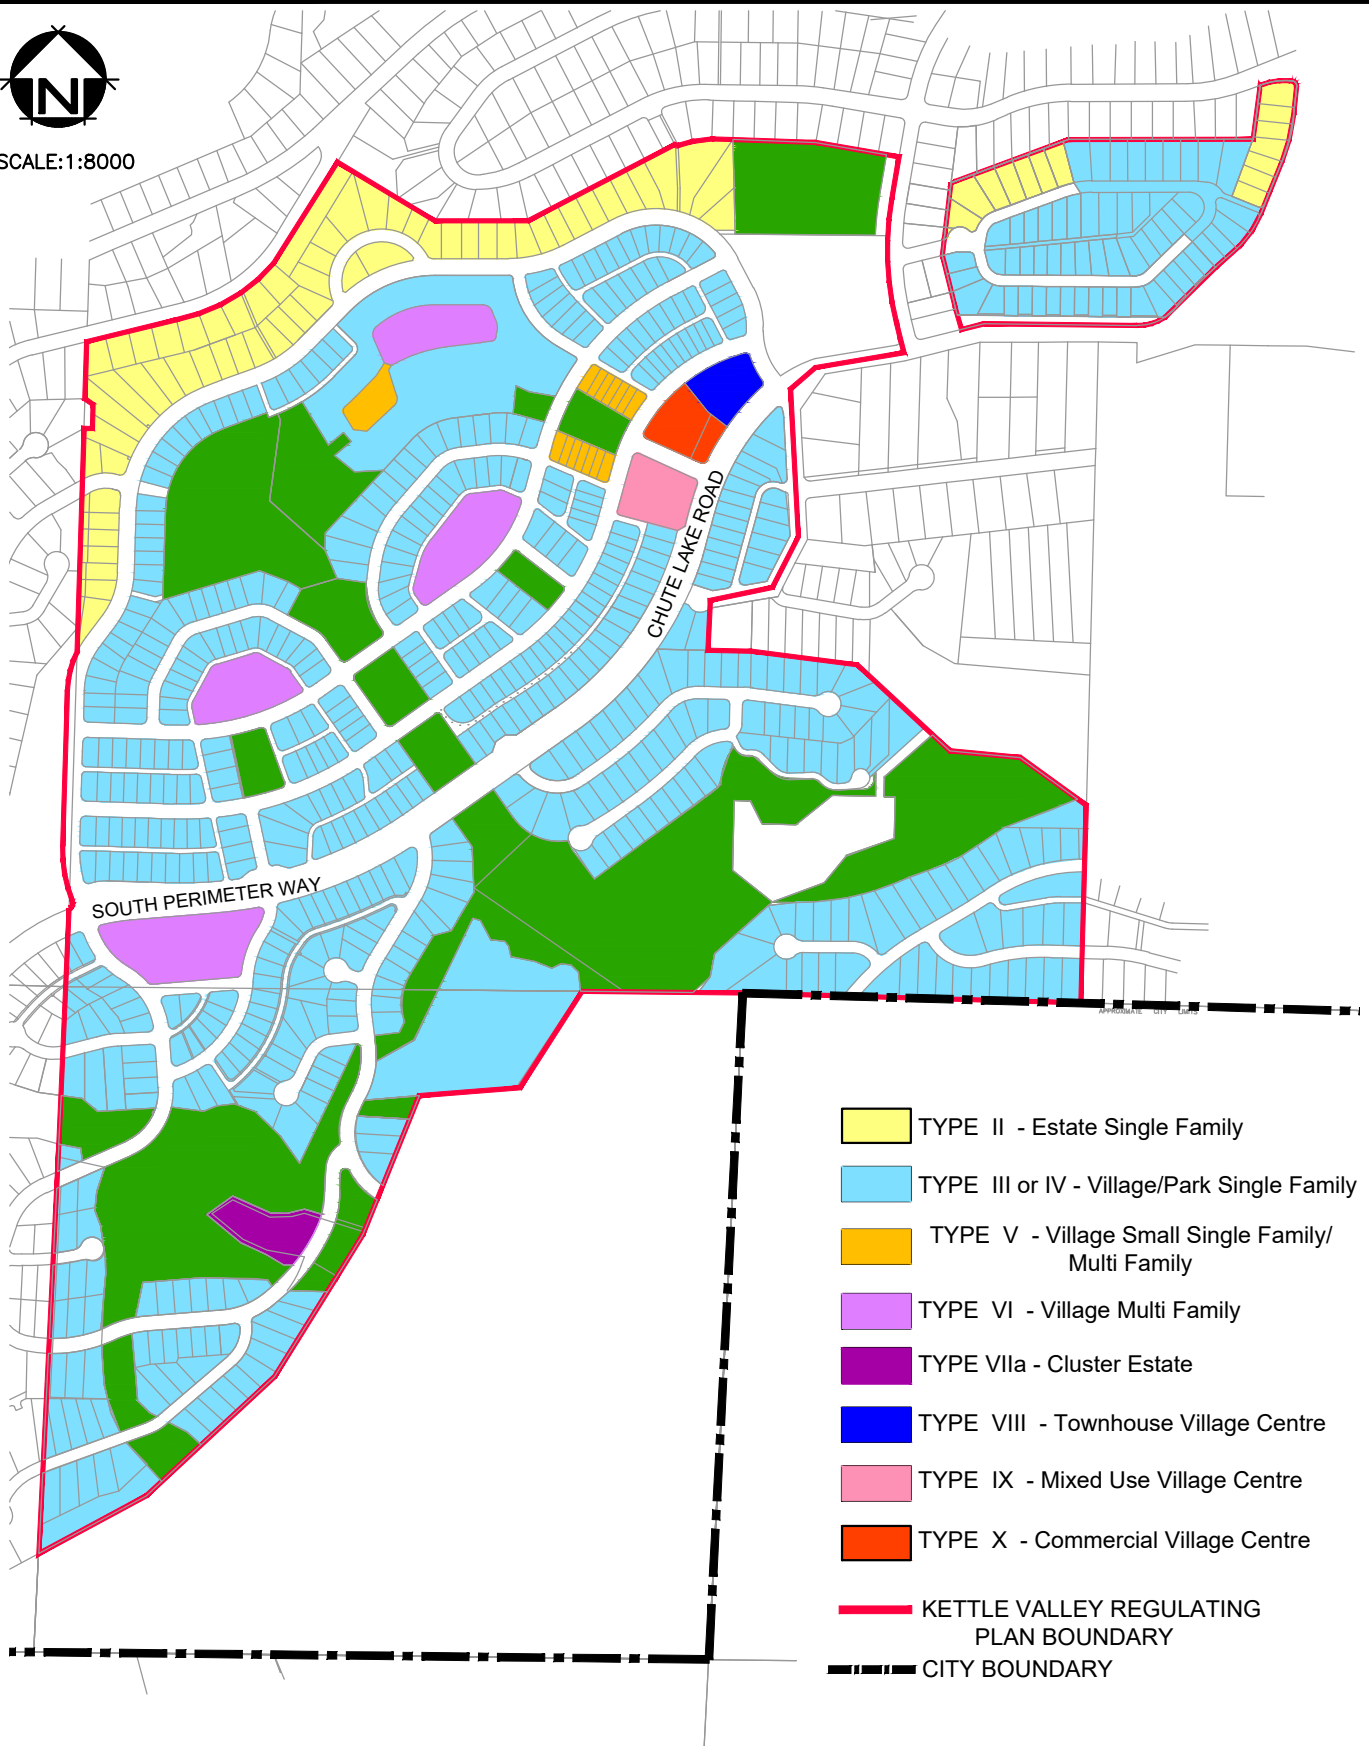 N
SCALE:1:8000
CHUTE LAKE ROAD
SOUTH PERIMETER WAY
APPROXIMATE CITY LIMITS
TYPE II - Estate Single Family
TYPE III or IV - Village/Park Single Family
TYPE V - Village Small Single Family/
Multi Family
TYPE VI - Village Multi Family
TYPE VIIa - Cluster Estate
TYPE VIII - Townhouse Village Centre
TYPE IX - Mixed Use Village Centre
TYPE X - Commercial Village Centre
KETTLE VALLEY REGULATING
PLAN BOUNDARY
CITY BOUNDARY